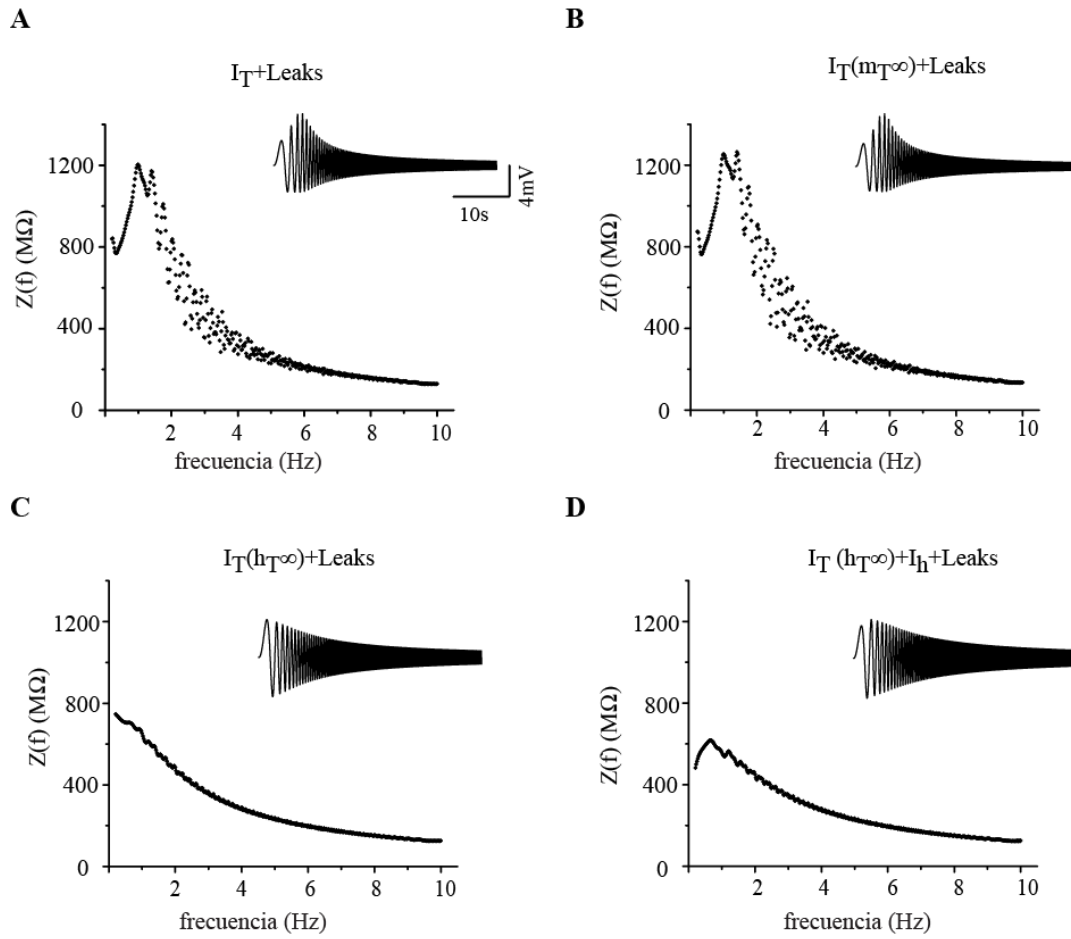 A
I_T+Leaks
1200
800
400
0
Z(f) (MΩ)
2 4 6 8 10
frecuencia (Hz)
10s
4mV
B
I_T(m_T∞)+Leaks
1200
800
400
0
Z(f) (MΩ)
2 4 6 8 10
frecuencia (Hz)
C
I_T(h_T∞)+Leaks
1200
800
400
0
Z(f) (MΩ)
2 4 6 8 10
frecuencia (Hz)
D
I_T (h_T∞)+I_h+Leaks
1200
800
400
0
Z(f) (MΩ)
2 4 6 8 10
frecuencia (Hz)